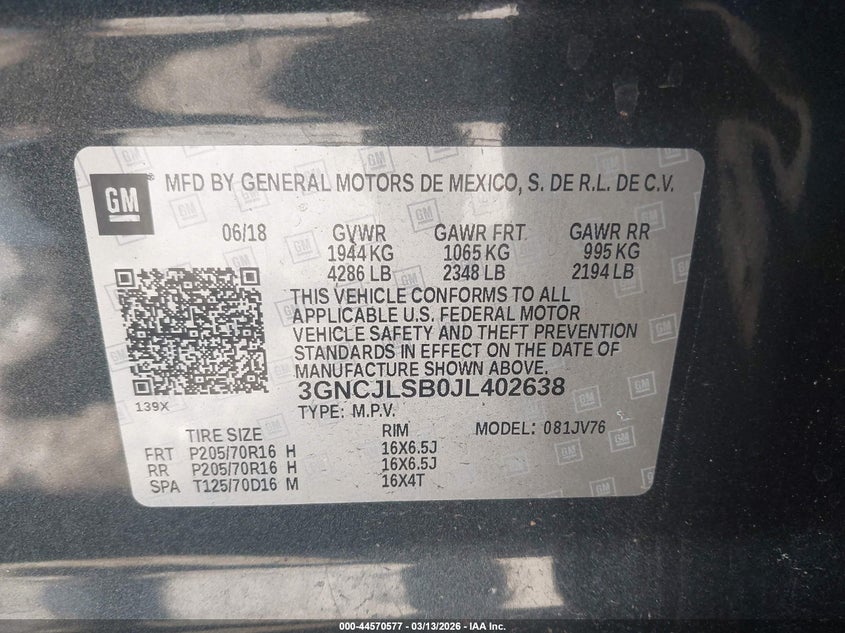 GM
MFD BY GENERAL MOTORS DE MEXICO, S. DE R.L. DE C.V.
06/18 GVWR GAWR FRT GAWR RR
1944 KG 1065 KG 995 KG
4286 LB 2348 LB 2194 LB
THIS VEHICLE CONFORMS TO ALL
APPLICABLE U.S. FEDERAL MOTOR
VEHICLE SAFETY AND THEFT PREVENTION
STANDARDS IN EFFECT ON THE DATE OF
MANUFACTURE SHOWN ABOVE.
139X
3GNCJLSB0JL402638
TYPE: M.P.V.
TIRE SIZE RIM MODEL: 081JV76
FRT P205/70R16 H 16X6.5J
RR P205/70R16 H 16X6.5J
SPA T125/70D16 M 16X4T
000-44570577 - 03/13/2026 - IAA Inc.